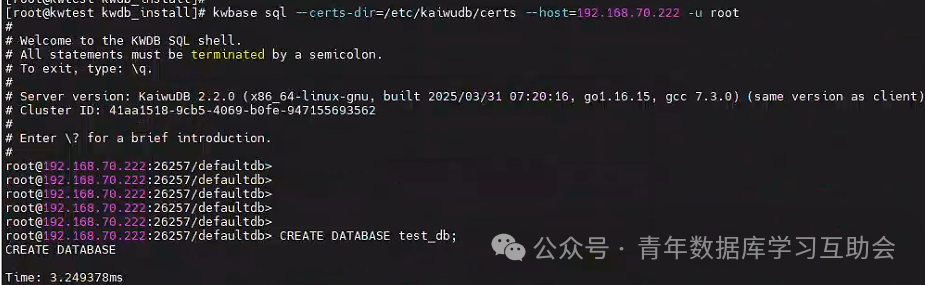 [root@kwtest kwdb_install]#
[root@kwtest kwdb_install]# kwbase sql --certs-dir=/etc/kaiwudb/certs --host=192.168.70.222 -u root
#
# Welcome to the KWDB SQL shell.
# All statements must be terminated by a semicolon.
# To exit, type: \q.
#
# Server version: KaiwuDB 2.2.0 (x86_64-linux-gnu, built 2025/03/31 07:20:16, go1.16.15, gcc 7.3.0) (same version as client)
# Cluster ID: 41aa1518-9cb5-4069-b0fe-947155693562
#
# Enter \? for a brief introduction.
#
root@192.168.70.222:26257/defaultdb>
root@192.168.70.222:26257/defaultdb>
root@192.168.70.222:26257/defaultdb>
root@192.168.70.222:26257/defaultdb>
root@192.168.70.222:26257/defaultdb>
root@192.168.70.222:26257/defaultdb> CREATE DATABASE test_db;
CREATE DATABASE
公众号 · 青年数据库学习互助会
Time: 3.249378ms